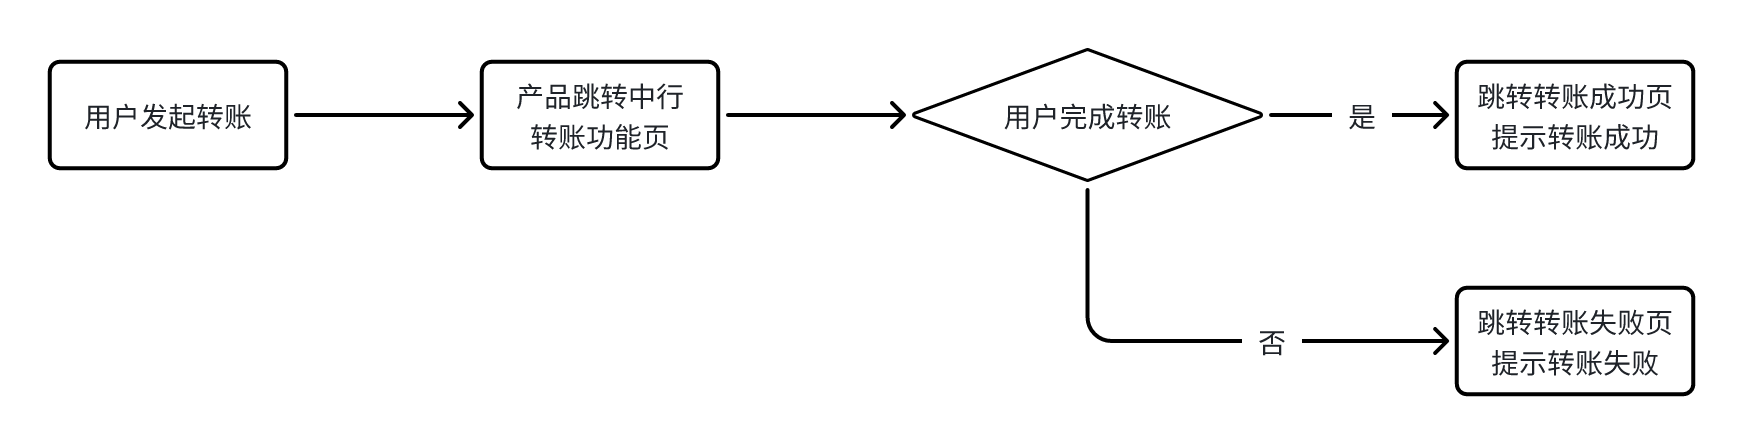 用户发起转账
产品跳转中行
转账功能页
用户完成转账
是
跳转转账成功页
提示转账成功
否
跳转转账失败页
提示转账失败